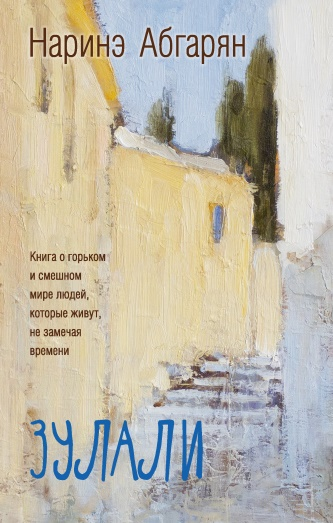 Наринэ Абгарян
Книга о горьком
и смешном
мире людей,
которые живут,
не замечая
времени
ЗУЛАЛИ